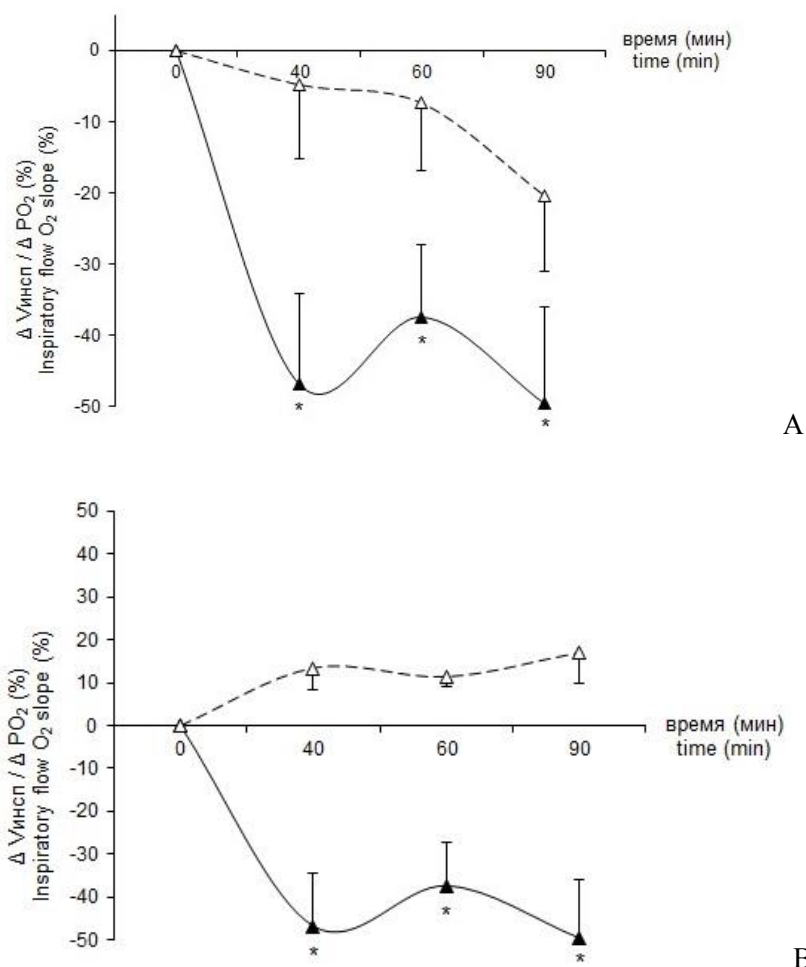 0
-10
-20
-30
-40
-50
Δ Vинсп / Δ PO₂ (%)
Inspiratory flow O₂ slope (%)
0 40 60 90
время (мин)
time (min)
* * *
A
50
40
30
20
10
0
-10
-20
-30
-40
-50
Δ Vинсп / Δ PO₂ (%)
Inspiratory flow O₂ slope (%)
0 40 60 90
время (мин)
time (min)
* * *
B